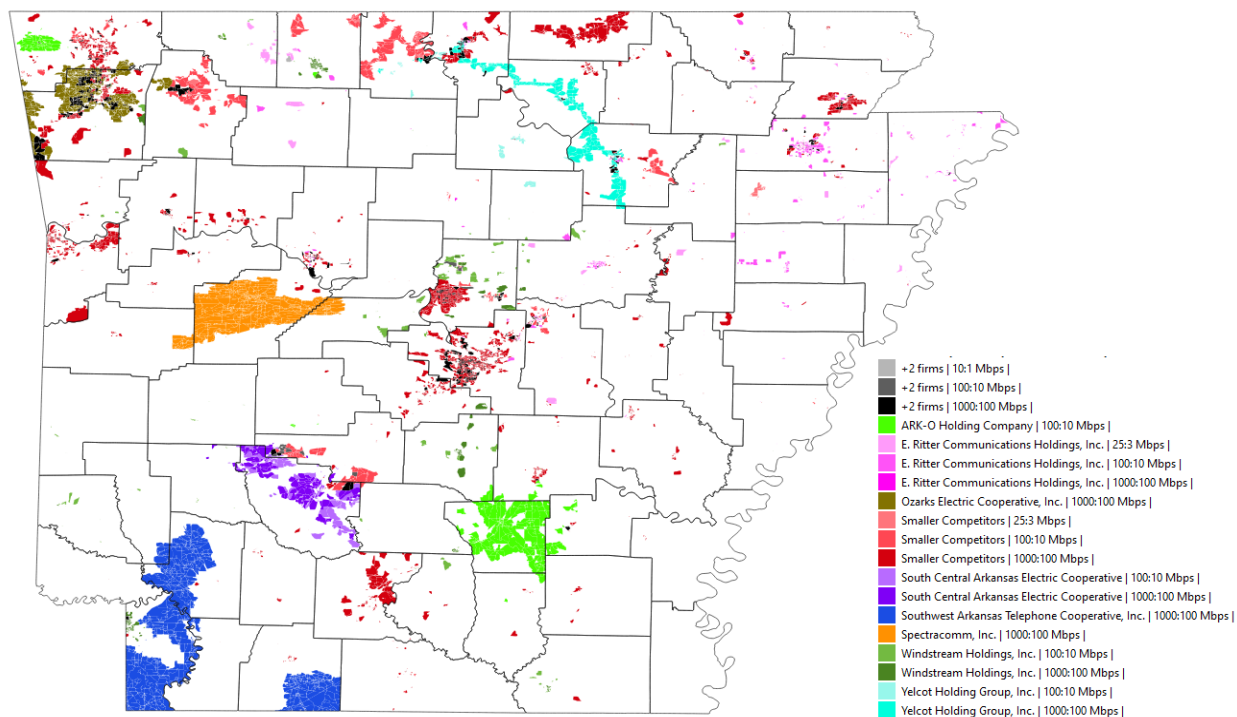 +2 firms | 10:1 Mbps |
+2 firms | 100:10 Mbps |
+2 firms | 1000:100 Mbps |
ARK-O Holding Company | 100:10 Mbps |
E. Ritter Communications Holdings, Inc. | 25:3 Mbps |
E. Ritter Communications Holdings, Inc. | 100:10 Mbps |
E. Ritter Communications Holdings, Inc. | 1000:100 Mbps |
Ozarks Electric Cooperative, Inc. | 1000:100 Mbps |
Smaller Competitors | 25:3 Mbps |
Smaller Competitors | 100:10 Mbps |
Smaller Competitors | 1000:100 Mbps |
South Central Arkansas Electric Cooperative | 100:10 Mbps |
South Central Arkansas Electric Cooperative | 1000:100 Mbps |
Southwest Arkansas Telephone Cooperative, Inc. | 1000:100 Mbps |
Spectracomm, Inc. | 1000:100 Mbps |
Windstream Holdings, Inc. | 100:10 Mbps |
Windstream Holdings, Inc. | 1000:100 Mbps |
Yelcot Holding Group, Inc. | 100:10 Mbps |
Yelcot Holding Group, Inc. | 1000:100 Mbps |